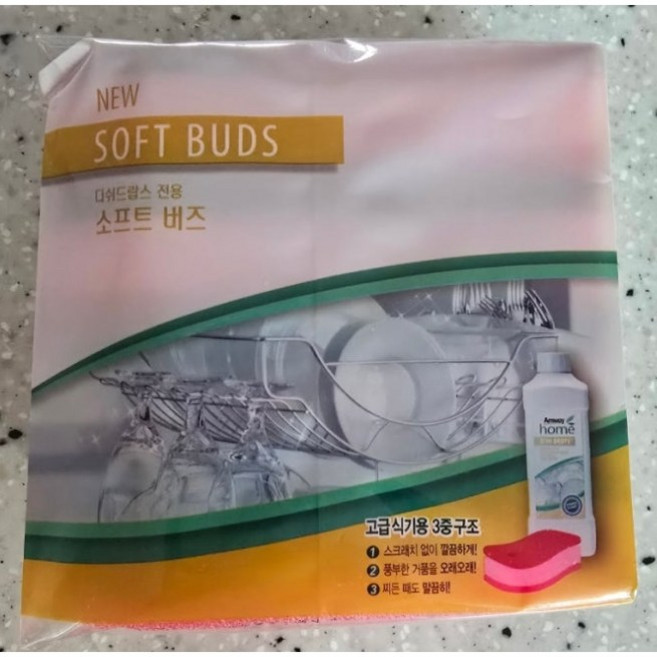 NEW
SOFT BUDS
디쉬드랍스 전용
소프트 버즈
Amway
home
DISH DROPS
고급식기용 3중구조
1 스크래치 없이 깔끔하게!
2 풍부한 거품을 오래오래!
3 찌든 때도 말끔히!